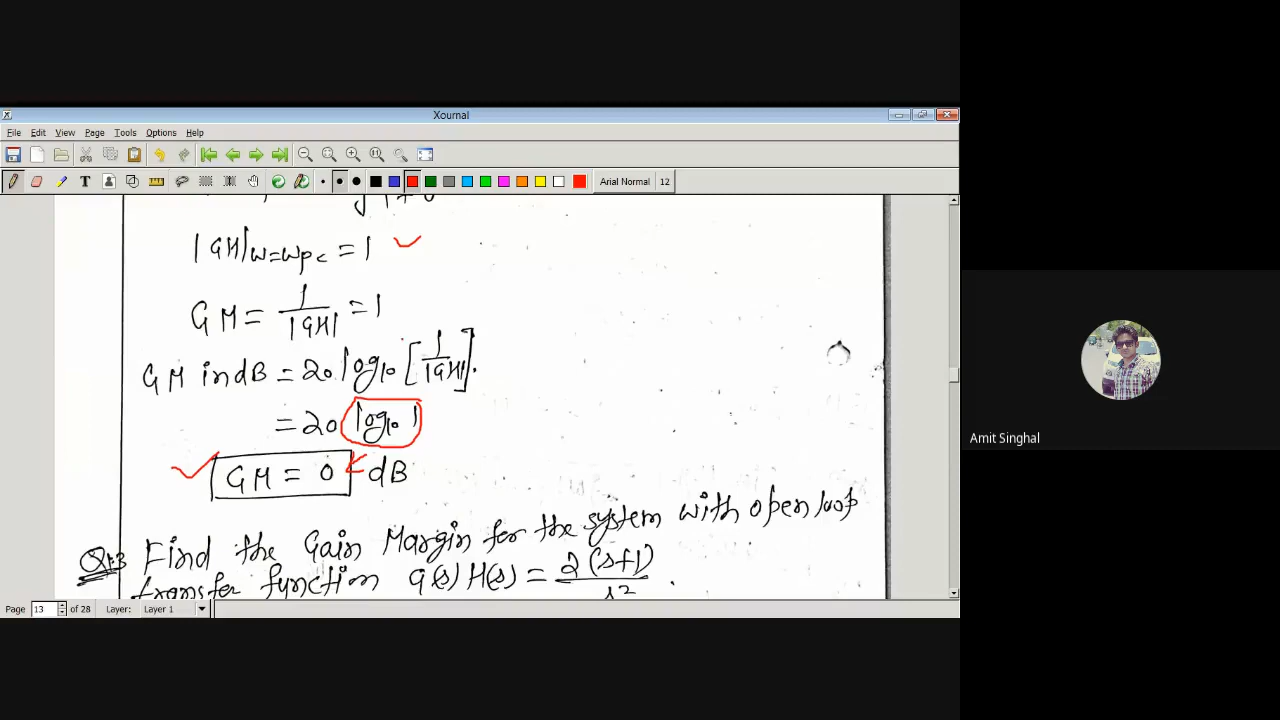 Xournal
File Edit View Page Tools Options Help
Arial Normal 12
|GH|ω=ωpc = 1
GM = 1/|GH| = 1
GM in dB = 20 log10 [1/|GH|].
= 20 log10 1
GM = 0 dB
Q.3 Find the Gain Margin for the system with open loop
transfer function G(s) H(s) = 2(s+1)/s².
Page 13 of 28 Layer: Layer 1
Amit Singhal